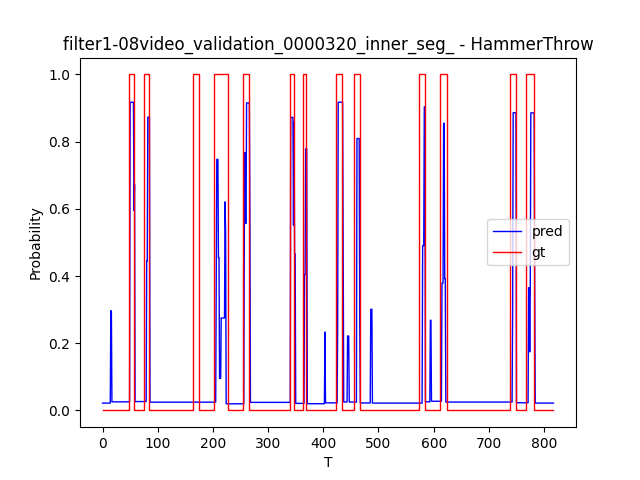 filter1-08video_validation_0000320_inner_seg_ - HammerThrow
1.0
0.8
0.6
0.4
0.2
0.0
Probability
pred
gt
0 100 200 300 400 500 600 700 800
T